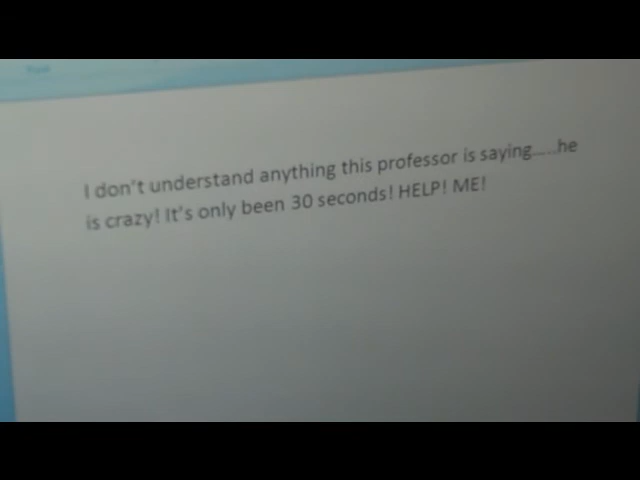 I don't understand anything this professor is saying.....he
is crazy! It's only been 30 seconds! HELP! ME!